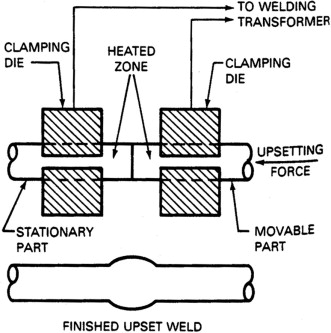 TO WELDING
TRANSFORMER
CLAMPING
DIE
HEATED
ZONE
CLAMPING
DIE
UPSETTING
FORCE
STATIONARY
PART
MOVABLE
PART
FINISHED UPSET WELD